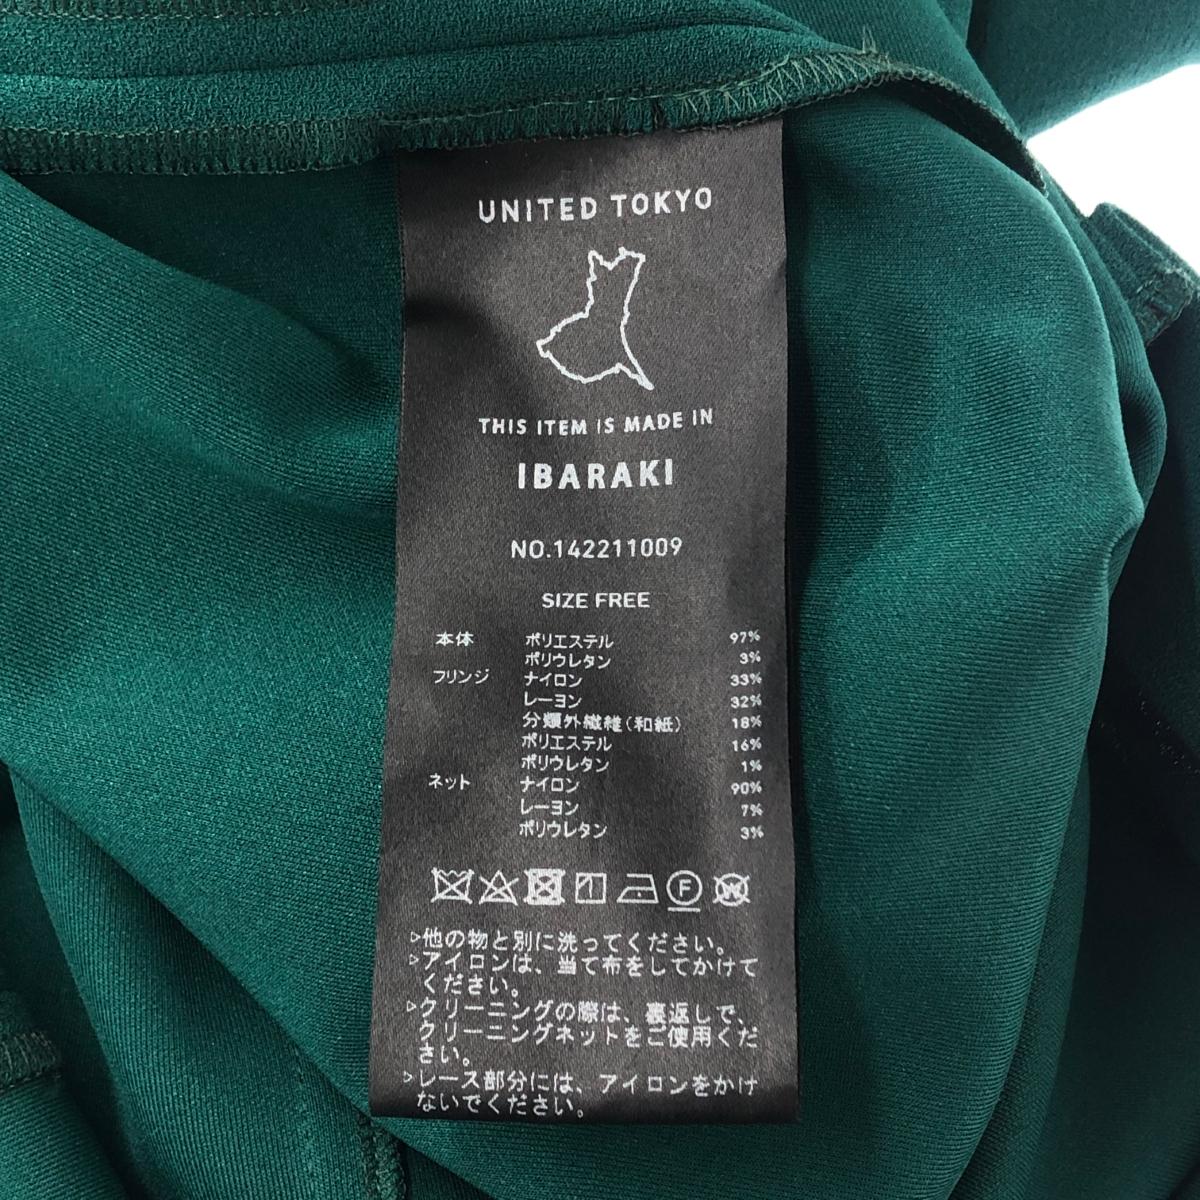 UNITED TOKYO
THIS ITEM IS MADE IN
IBARAKI
NO.142211009
SIZE FREE
本体 ポリエステル 97%
ポリウレタン 3%
フリンジ ナイロン 33%
レーヨン 32%
分類外繊維(和紙) 18%
ポリエステル 16%
ポリウレタン 1%
ネット ナイロン 90%
レーヨン 7%
ポリウレタン 3%
F W
▷他の物と別に洗ってください。
▷アイロンは、当て布をしてかけて
ください。
▷クリーニングの際は、裏返しで、
クリーニングネットをご使用くだ
さい。
▷レース部分には、アイロンをかけ
ないでください。